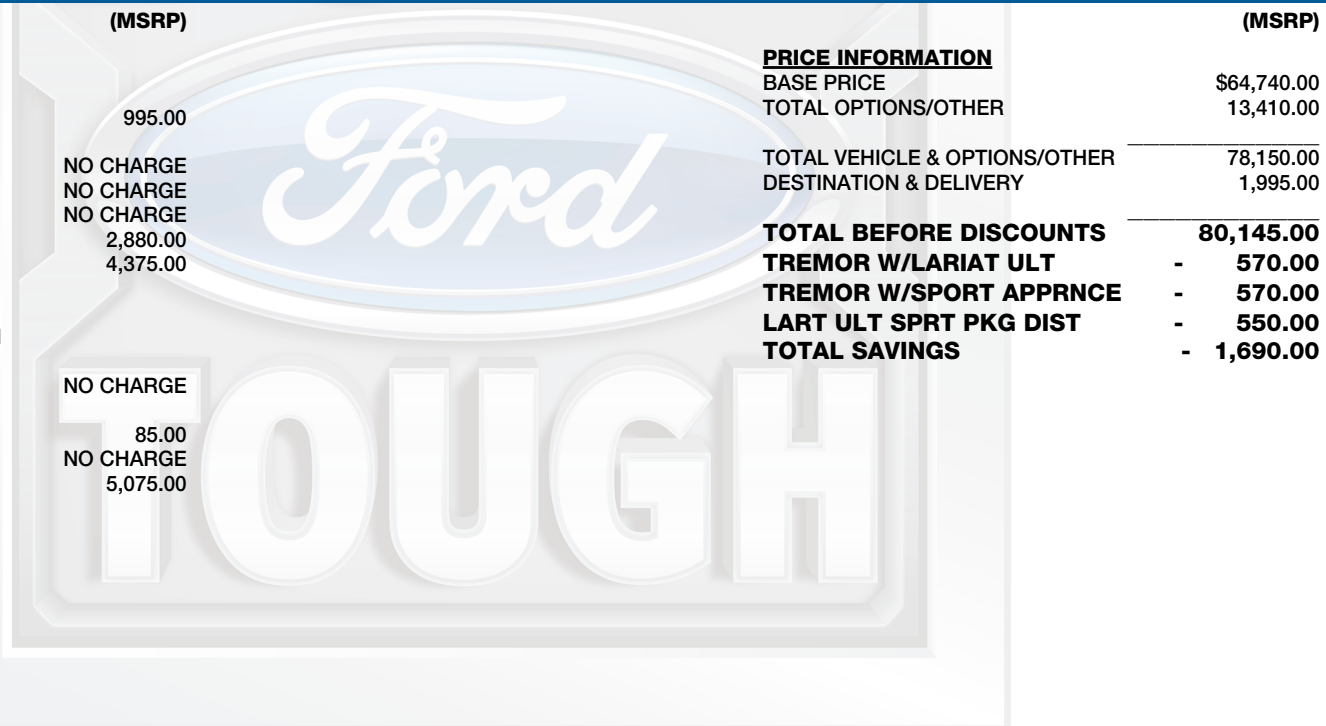 (MSRP)
995.00
NO CHARGE
NO CHARGE
NO CHARGE
2,880.00
4,375.00
NO CHARGE
85.00
NO CHARGE
5,075.00
Ford
TOUGH
(MSRP)
PRICE INFORMATION
BASE PRICE $64,740.00
TOTAL OPTIONS/OTHER 13,410.00
TOTAL VEHICLE & OPTIONS/OTHER 78,150.00
DESTINATION & DELIVERY 1,995.00
TOTAL BEFORE DISCOUNTS 80,145.00
TREMOR W/LARIAT ULT - 570.00
TREMOR W/SPORT APPRNCE - 570.00
LART ULT SPRT PKG DIST - 550.00
TOTAL SAVINGS - 1,690.00